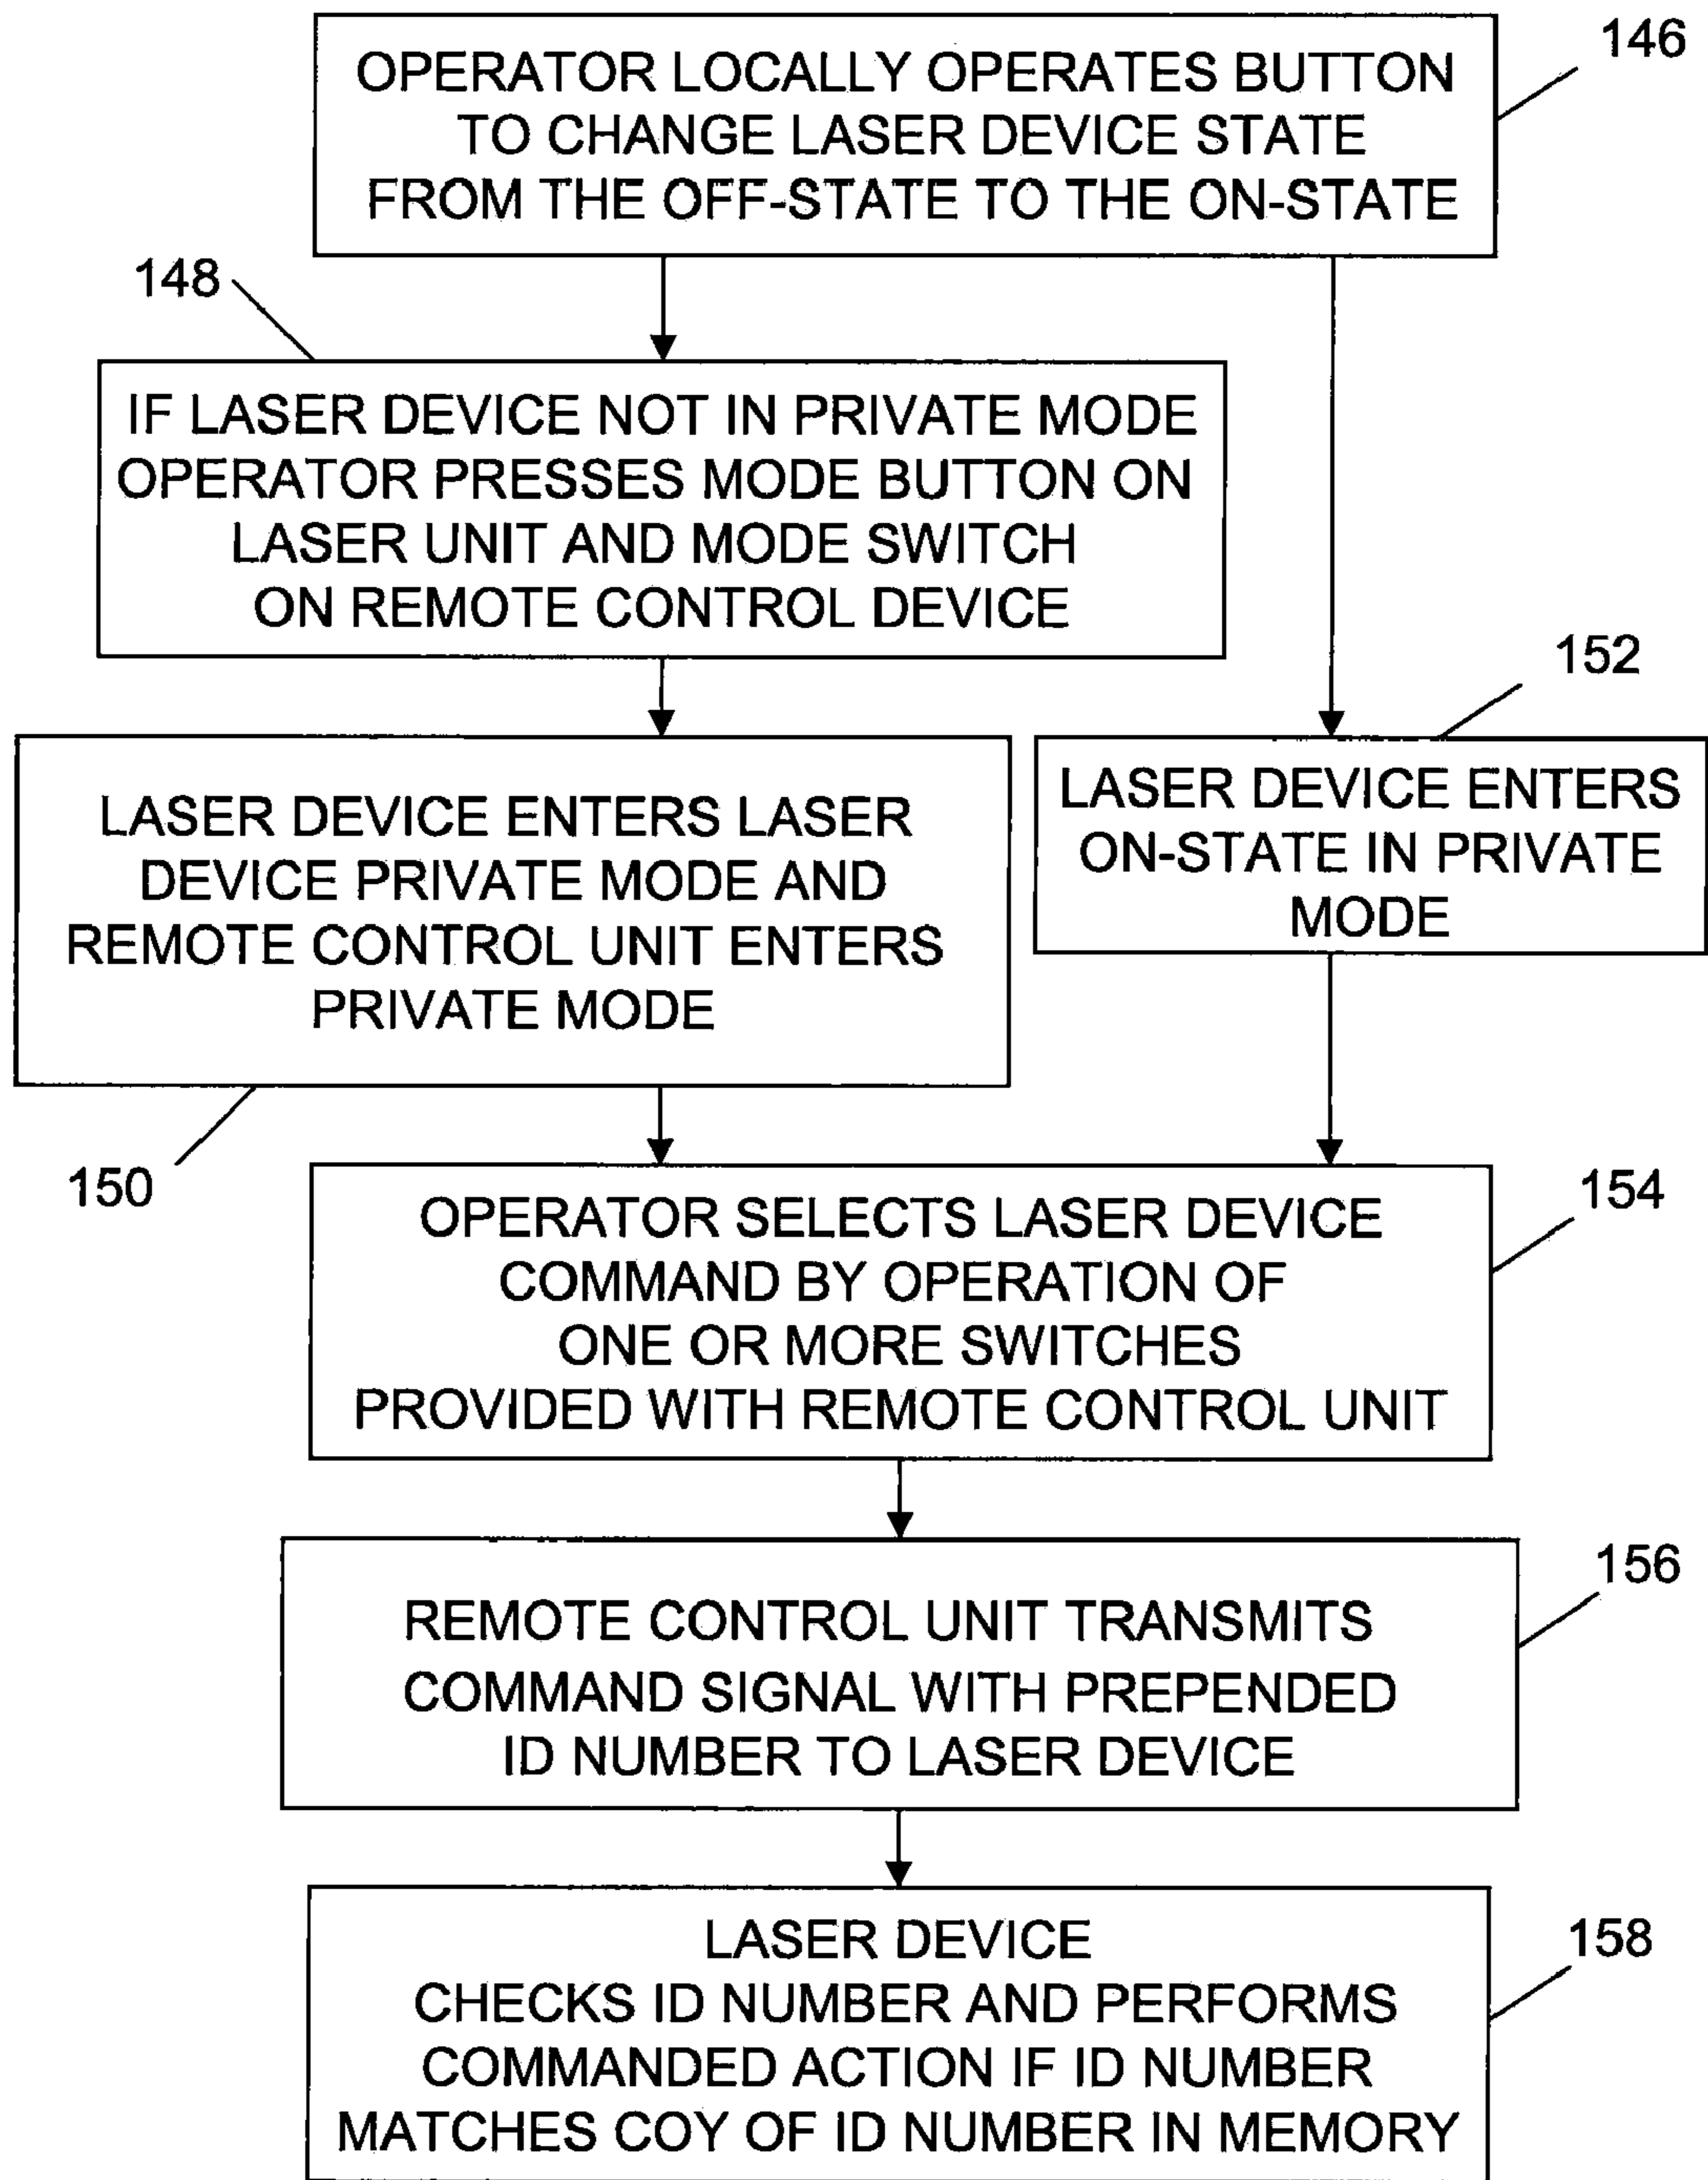 OPERATOR LOCALLY OPERATES BUTTON
TO CHANGE LASER DEVICE STATE
FROM THE OFF-STATE TO THE ON-STATE
146
148
IF LASER DEVICE NOT IN PRIVATE MODE
OPERATOR PRESSES MODE BUTTON ON
LASER UNIT AND MODE SWITCH
ON REMOTE CONTROL DEVICE
152
LASER DEVICE ENTERS LASER
DEVICE PRIVATE MODE AND
REMOTE CONTROL UNIT ENTERS
PRIVATE MODE
LASER DEVICE ENTERS
ON-STATE IN PRIVATE
MODE
150
154
OPERATOR SELECTS LASER DEVICE
COMMAND BY OPERATION OF
ONE OR MORE SWITCHES
PROVIDED WITH REMOTE CONTROL UNIT
156
REMOTE CONTROL UNIT TRANSMITS
COMMAND SIGNAL WITH PREPENDED
ID NUMBER TO LASER DEVICE
158
LASER DEVICE
CHECKS ID NUMBER AND PERFORMS
COMMANDED ACTION IF ID NUMBER
MATCHES COY OF ID NUMBER IN MEMORY